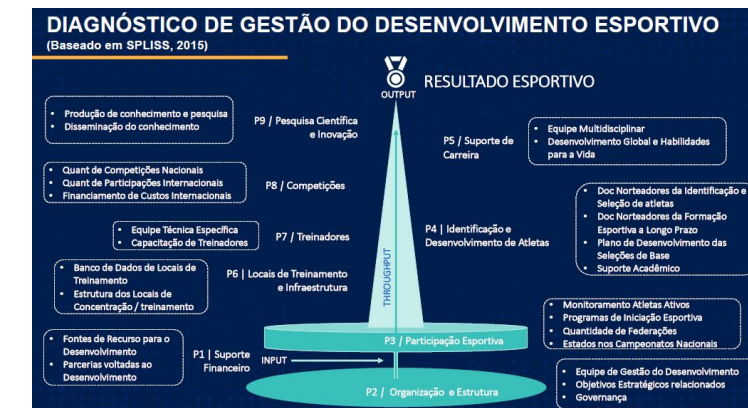 DIAGNÓSTICO DE GESTÃO DO DESENVOLVIMENTO ESPORTIVO
(Baseado em SPLISS, 2015)
RESULTADO ESPORTIVO
OUTPUT
• Produção de conhecimento e pesquisa
• Disseminação do conhecimento
P9 / Pesquisa Científica
e Inovação
P5 / Suporte de
Carreira
• Equipe Multidisciplinar
• Desenvolvimento Global e Habilidades
para a Vida
• Quant de Competições Nacionais
• Quant de Participações Internacionais
• Financiamento de Custos Internacionais
P8 / Competições
• Equipe Técnica Específica
• Capacitação de Treinadores
P7 / Treinadores
P4 | Identificação e
Desenvolvimento de Atletas
• Doc Norteadores da Identificação e
Seleção de atletas
• Doc Norteadores da Formação
Esportiva a Longo Prazo
• Plano de Desenvolvimento das
Seleções de Base
• Suporte Acadêmico
• Banco de Dados de Locais de
Treinamento
• Estrutura dos Locais de
Concentração / treinamento
P6 | Locais de Treinamento
e Infraestrutura
THROUGHPUT
• Monitoramento Atletas Ativos
• Programas de Iniciação Esportiva
• Quantidade de Federações
• Estados nos Campeonatos Nacionais
P3 / Participação Esportiva
• Fontes de Recurso para o
Desenvolvimento
• Parcerias voltadas ao
Desenvolvimento
P1 | Suporte
Financeiro
INPUT
P2 / Organização e Estrutura
• Equipe de Gestão do Desenvolvimento
• Objetivos Estratégicos relacionados
• Governança